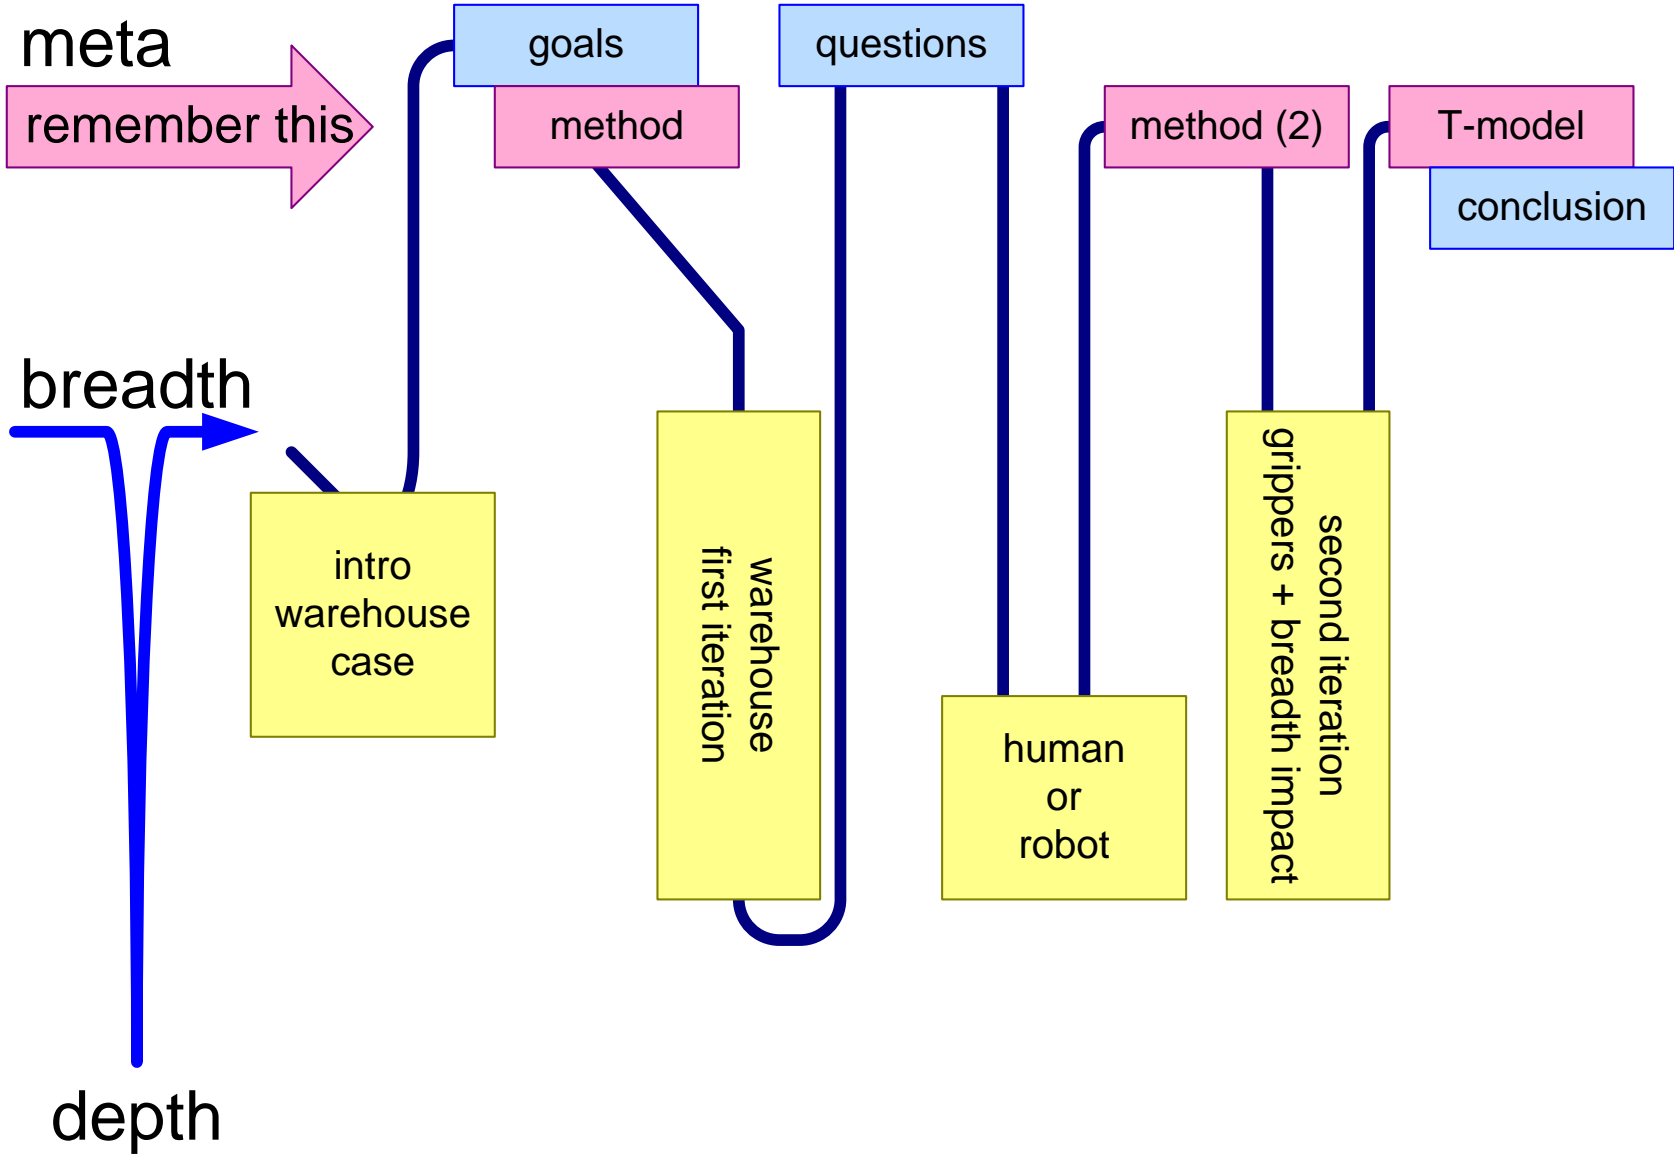 meta
remember this
goals
method
questions
method (2)
T-model
conclusion
breadth
intro
warehouse
case
warehouse
first iteration
human
or
robot
second iteration
grippers + breadth impact
depth